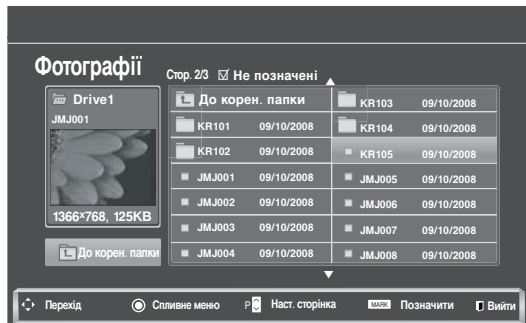 Фотографії
Стор. 2/3 Не позначені
Drive1
JMJ001
1366×768, 125KB
До корен. папки
До корен. папки
KR101 09/10/2008
KR102 09/10/2008
JMJ001 09/10/2008
JMJ002 09/10/2008
JMJ003 09/10/2008
JMJ004 09/10/2008
KR103 09/10/2008
KR104 09/10/2008
KR105 09/10/2008
JMJ005 09/10/2008
JMJ006 09/10/2008
JMJ007 09/10/2008
JMJ008 09/10/2008
Перехід Спливне меню P Наст. сторінка MARK Позначити Вийти